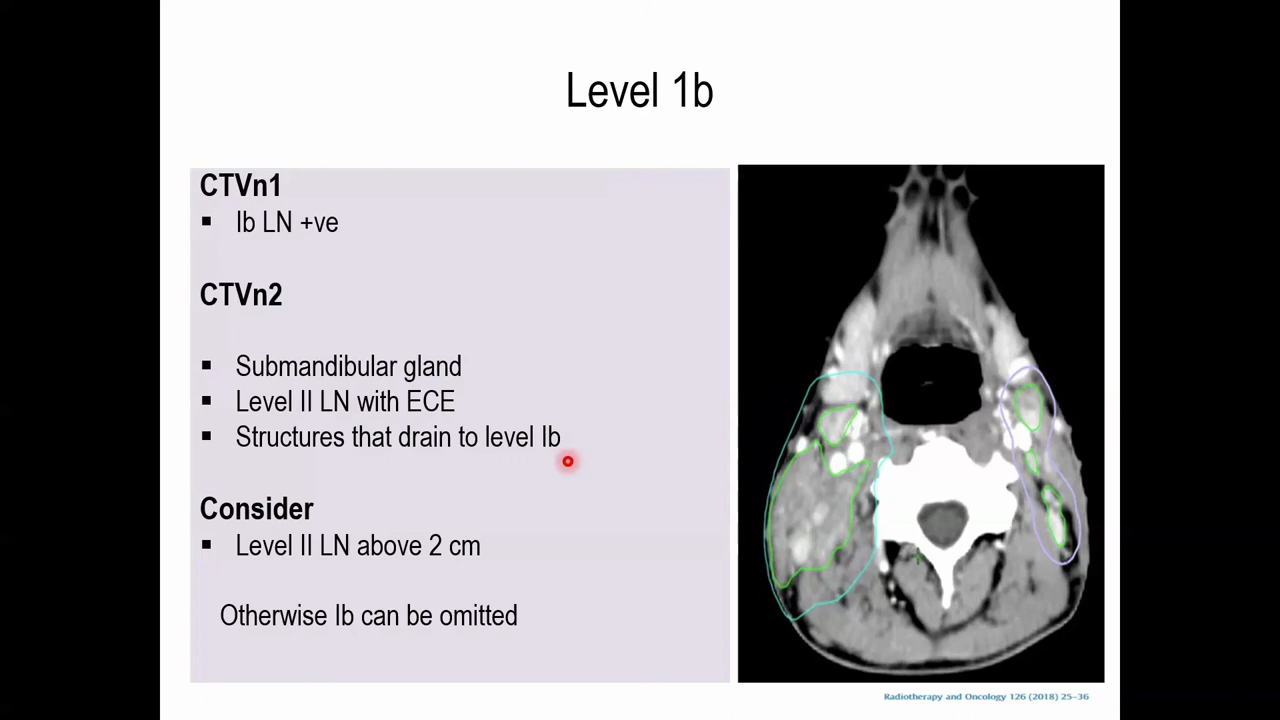 Level 1b
CTVn1
▪ Ib LN +ve
CTVn2
▪ Submandibular gland
▪ Level II LN with ECE
▪ Structures that drain to level Ib
Consider
▪ Level II LN above 2 cm
Otherwise Ib can be omitted
Radiotherapy and Oncology 126 (2018) 25–36